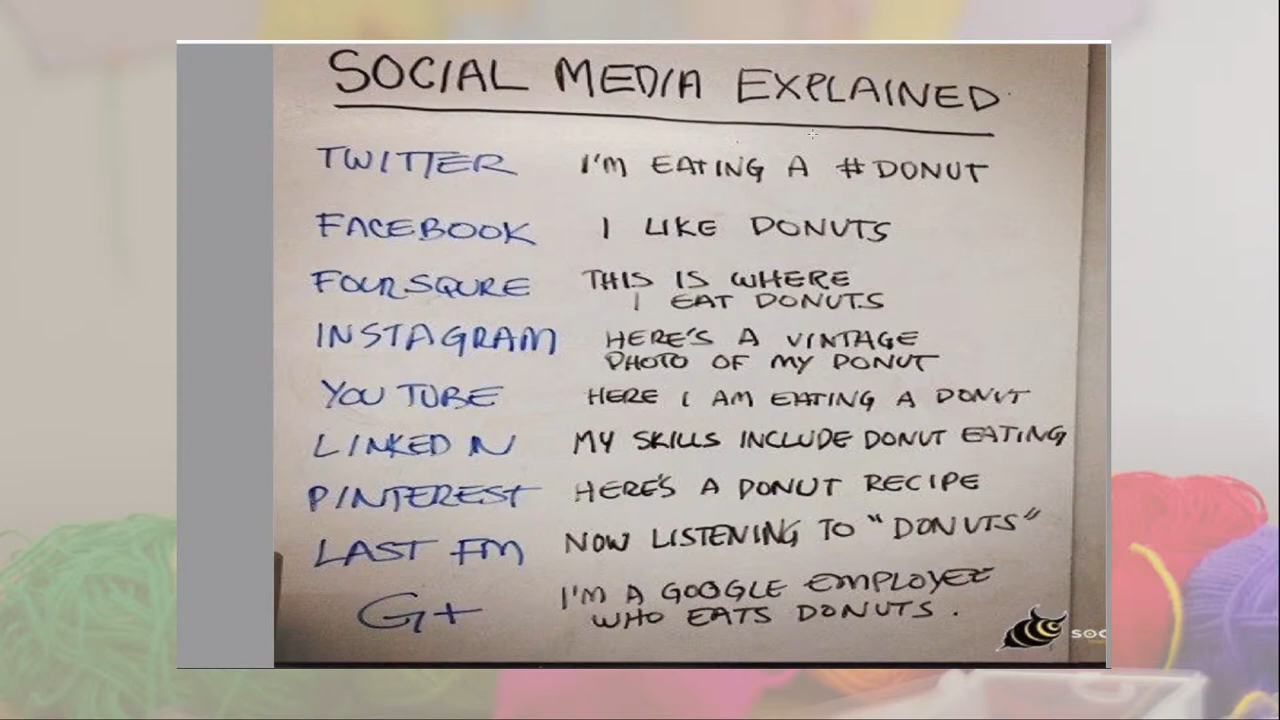 SOCIAL MEDIA EXPLAINED
TWITTER I'M EATING A #DONUT
FACEBOOK I LIKE DONUTS
FOURSQURE THIS IS WHERE
I EAT DONUTS
INSTAGRAM HERE'S A VINTAGE
PHOTO OF MY DONUT
YOU TUBE HERE I AM EATING A DONUT
LINKED IN MY SKILLS INCLUDE DONUT EATING
PINTEREST HERE'S A DONUT RECIPE
LAST FM NOW LISTENING TO "DONUTS"
G+ I'M A GOOGLE EMPLOYEE
WHO EATS DONUTS.
SOC